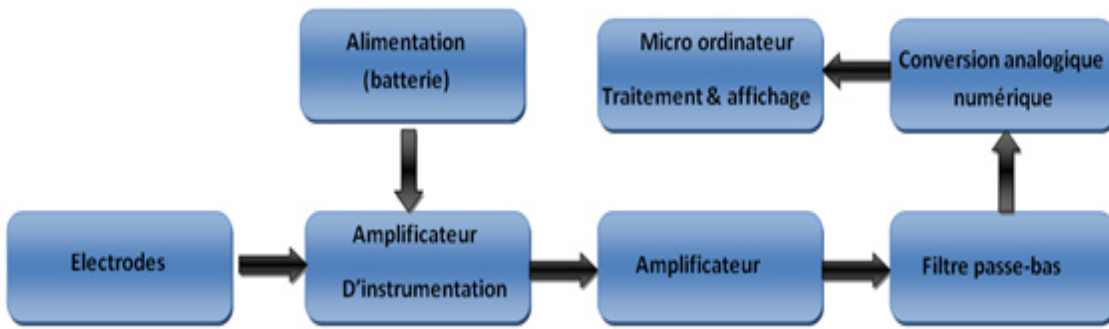 Alimentation
(batterie)
Micro ordinateur
Traitement & affichage
Conversion analogique
numérique
Electrodes
Amplificateur
D'instrumentation
Amplificateur
Filtre passe-bas